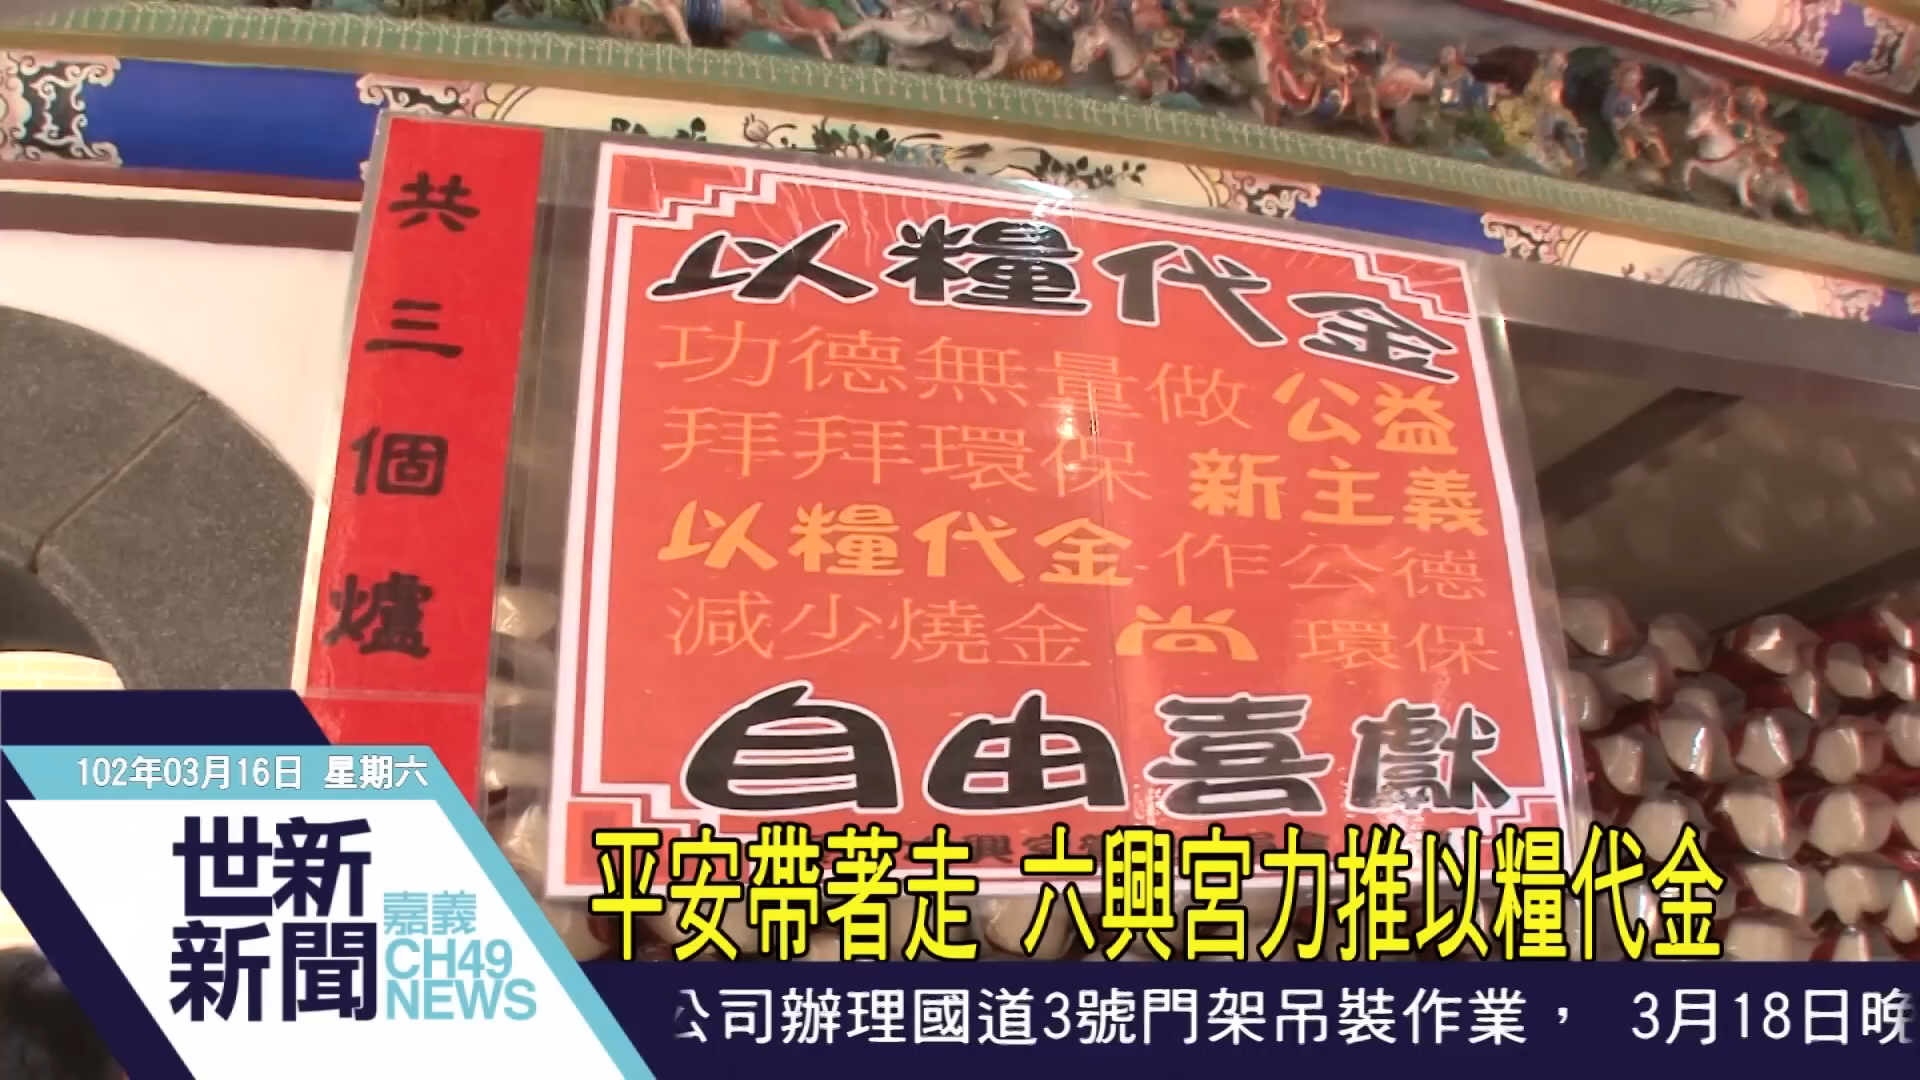 共三個爐
以糧代金
功德無量做公益
拜拜環保新主義
以糧代金作公德
減少燒金尚環保
自由喜獻
102年03月16日 星期六
世新
新聞
嘉義
CH49
NEWS
平安帶著走 六興宮力推以糧代金
公司辦理國道3號門架吊裝作業, 3月18日晚